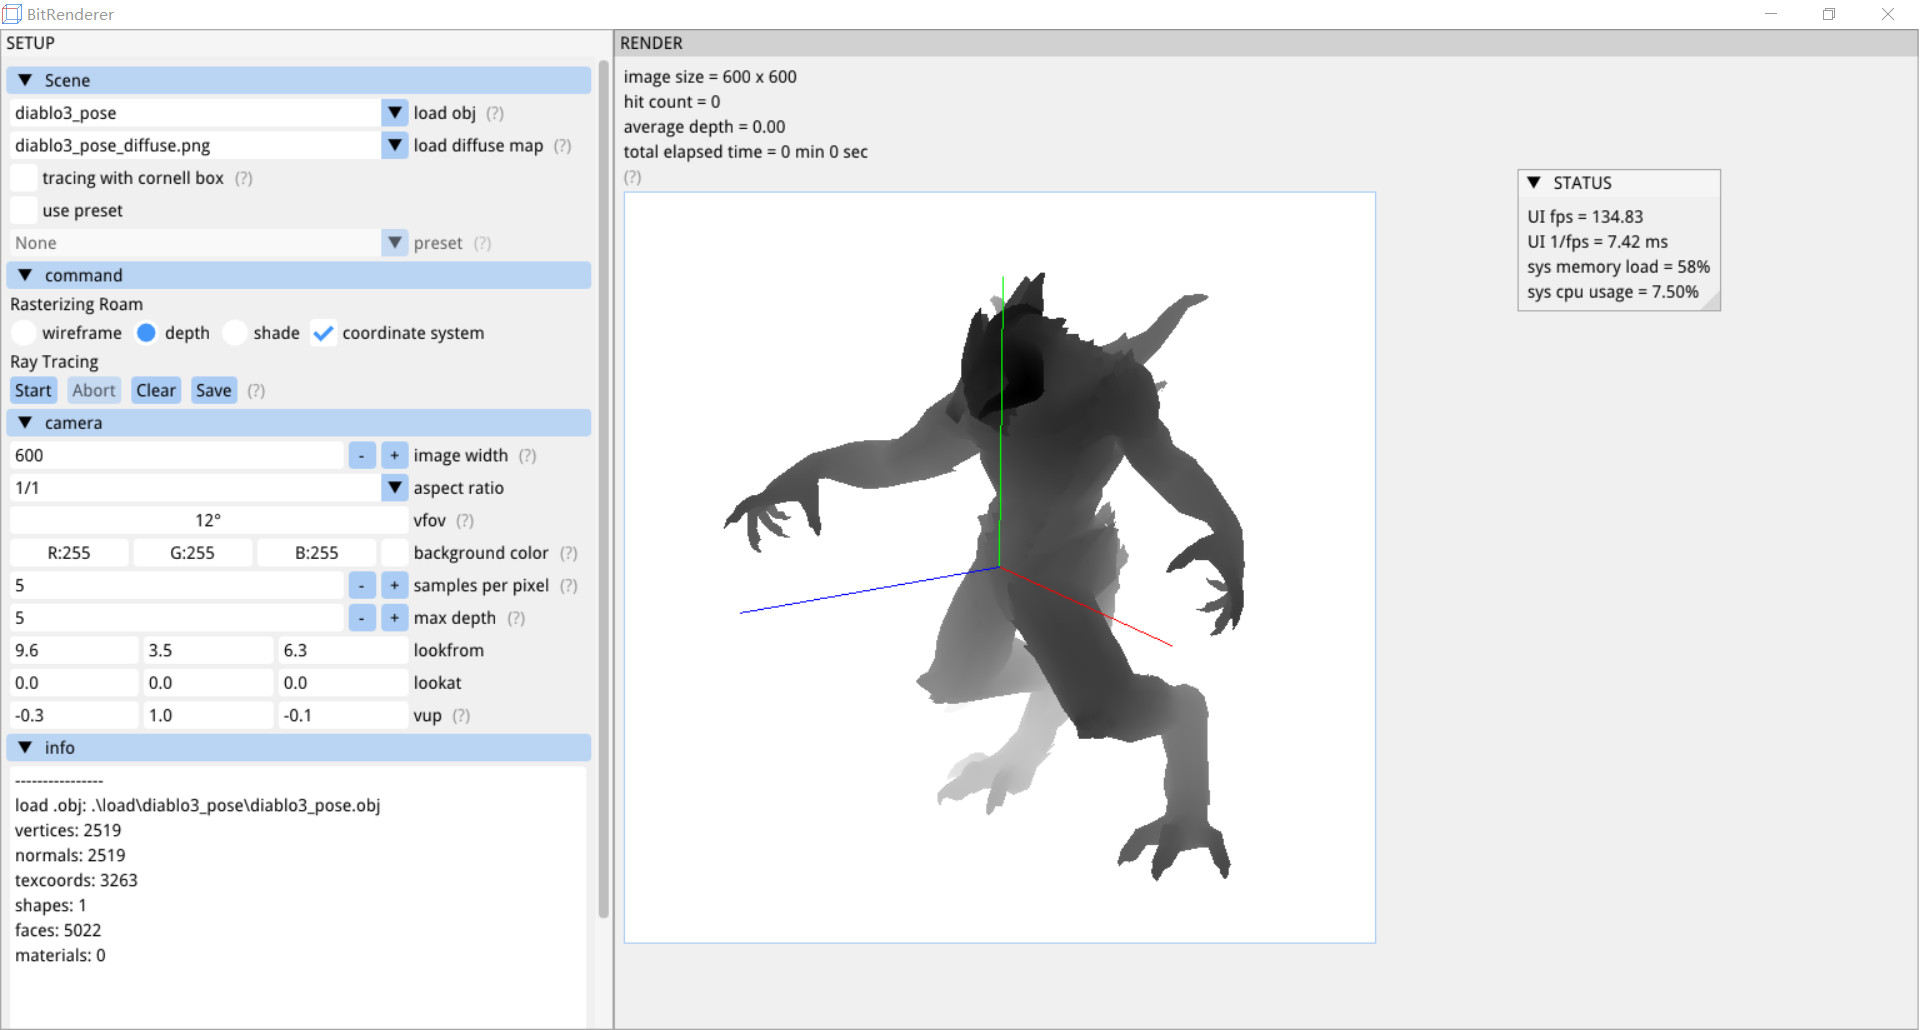 BitRenderer
SETUP
Scene
diablo3_pose load obj (?)
diablo3_pose_diffuse.png load diffuse map (?)
tracing with cornell box (?)
use preset
None preset (?)
command
Rasterizing Roam
wireframe depth shade coordinate system
Ray Tracing
Start Abort Clear Save (?)
camera
600 - + image width (?)
1/1 aspect ratio
12° vfov (?)
R:255 G:255 B:255 background color (?)
5 - + samples per pixel (?)
5 - + max depth (?)
9.6 3.5 6.3 lookfrom
0.0 0.0 0.0 lookat
-0.3 1.0 -0.1 vup (?)
info
----------------
load .obj: .\load\diablo3_pose\diablo3_pose.obj
vertices: 2519
normals: 2519
texcoords: 3263
shapes: 1
faces: 5022
materials: 0
RENDER
image size = 600 x 600
hit count = 0
average depth = 0.00
total elapsed time = 0 min 0 sec
(?)
STATUS
UI fps = 134.83
UI 1/fps = 7.42 ms
sys memory load = 58%
sys cpu usage = 7.50%